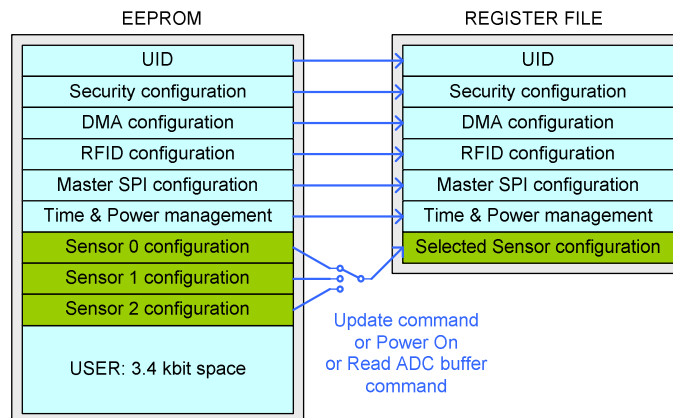 EEPROM
UID
Security configuration
DMA configuration
RFID configuration
Master SPI configuration
Time & Power management
Sensor 0 configuration
Sensor 1 configuration
Sensor 2 configuration
USER: 3.4 kbit space
REGISTER FILE
UID
Security configuration
DMA configuration
RFID configuration
Master SPI configuration
Time & Power management
Selected Sensor configuration
Update command
or Power On
or Read ADC buffer
command